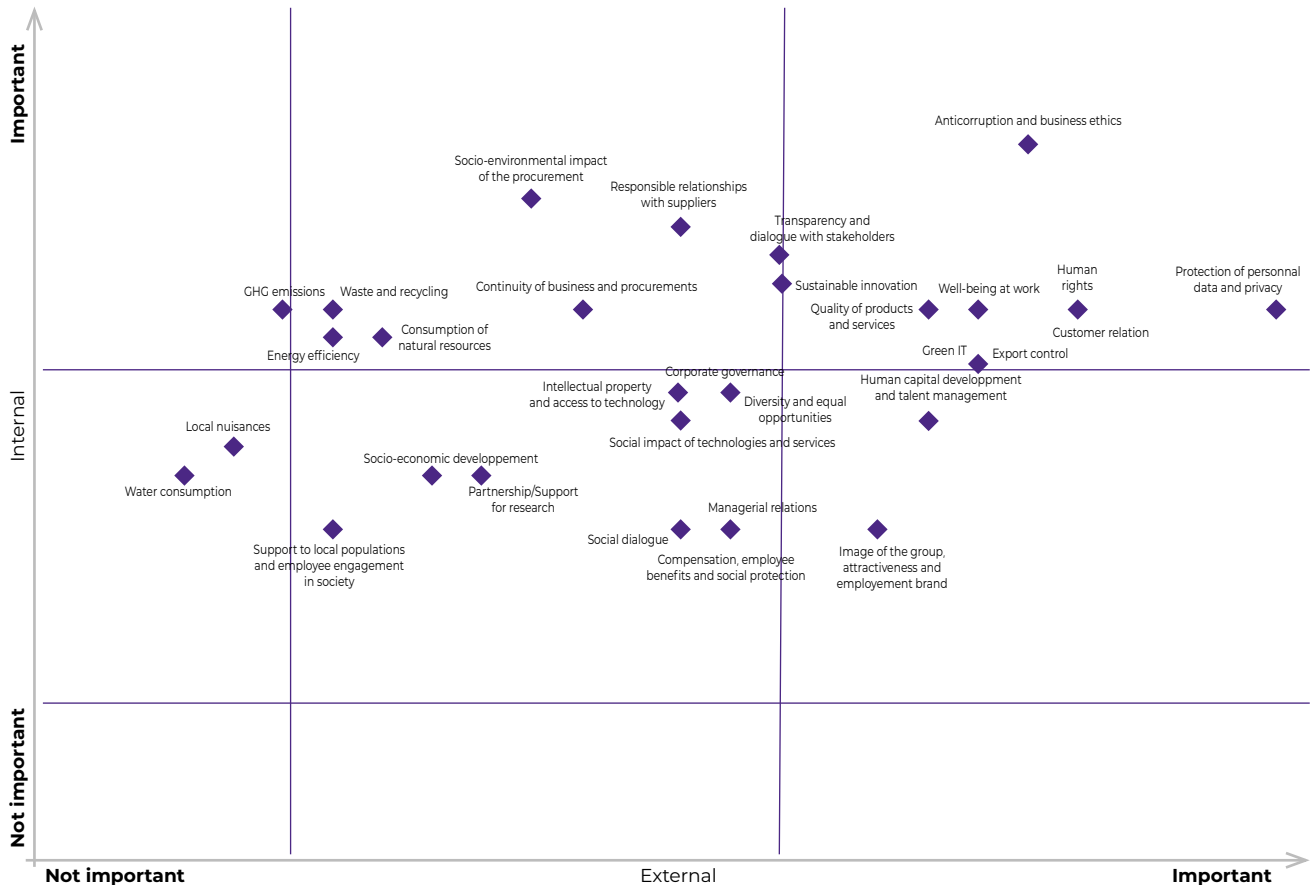 Important
Anticorruption and business ethics
Socio-environmental impact
of the procurement
Responsible relationships
with suppliers
Transparency and
dialogue with stakeholders
Human
rights
Protection of personnal
data and privacy
GHG emissions
Waste and recycling
Continuity of business and procurements
Sustainable innovation
Well-being at work
Quality of products
and services
Consumption of
natural resources
Customer relation
Energy efficiency
Green IT
Export control
Corporate governance
Human capital developpment
and talent management
Intellectual property
and access to technology
Diversity and equal
opportunities
Internal
Local nuisances
Social impact of technologies and services
Socio-economic developpement
Water consumption
Partnership/Support
for research
Managerial relations
Social dialogue
Support to local populations
and employee engagement
in society
Compensation, employee
benefits and social protection
Image of the group,
attractiveness and
employement brand
Not important
Not important
External
Important